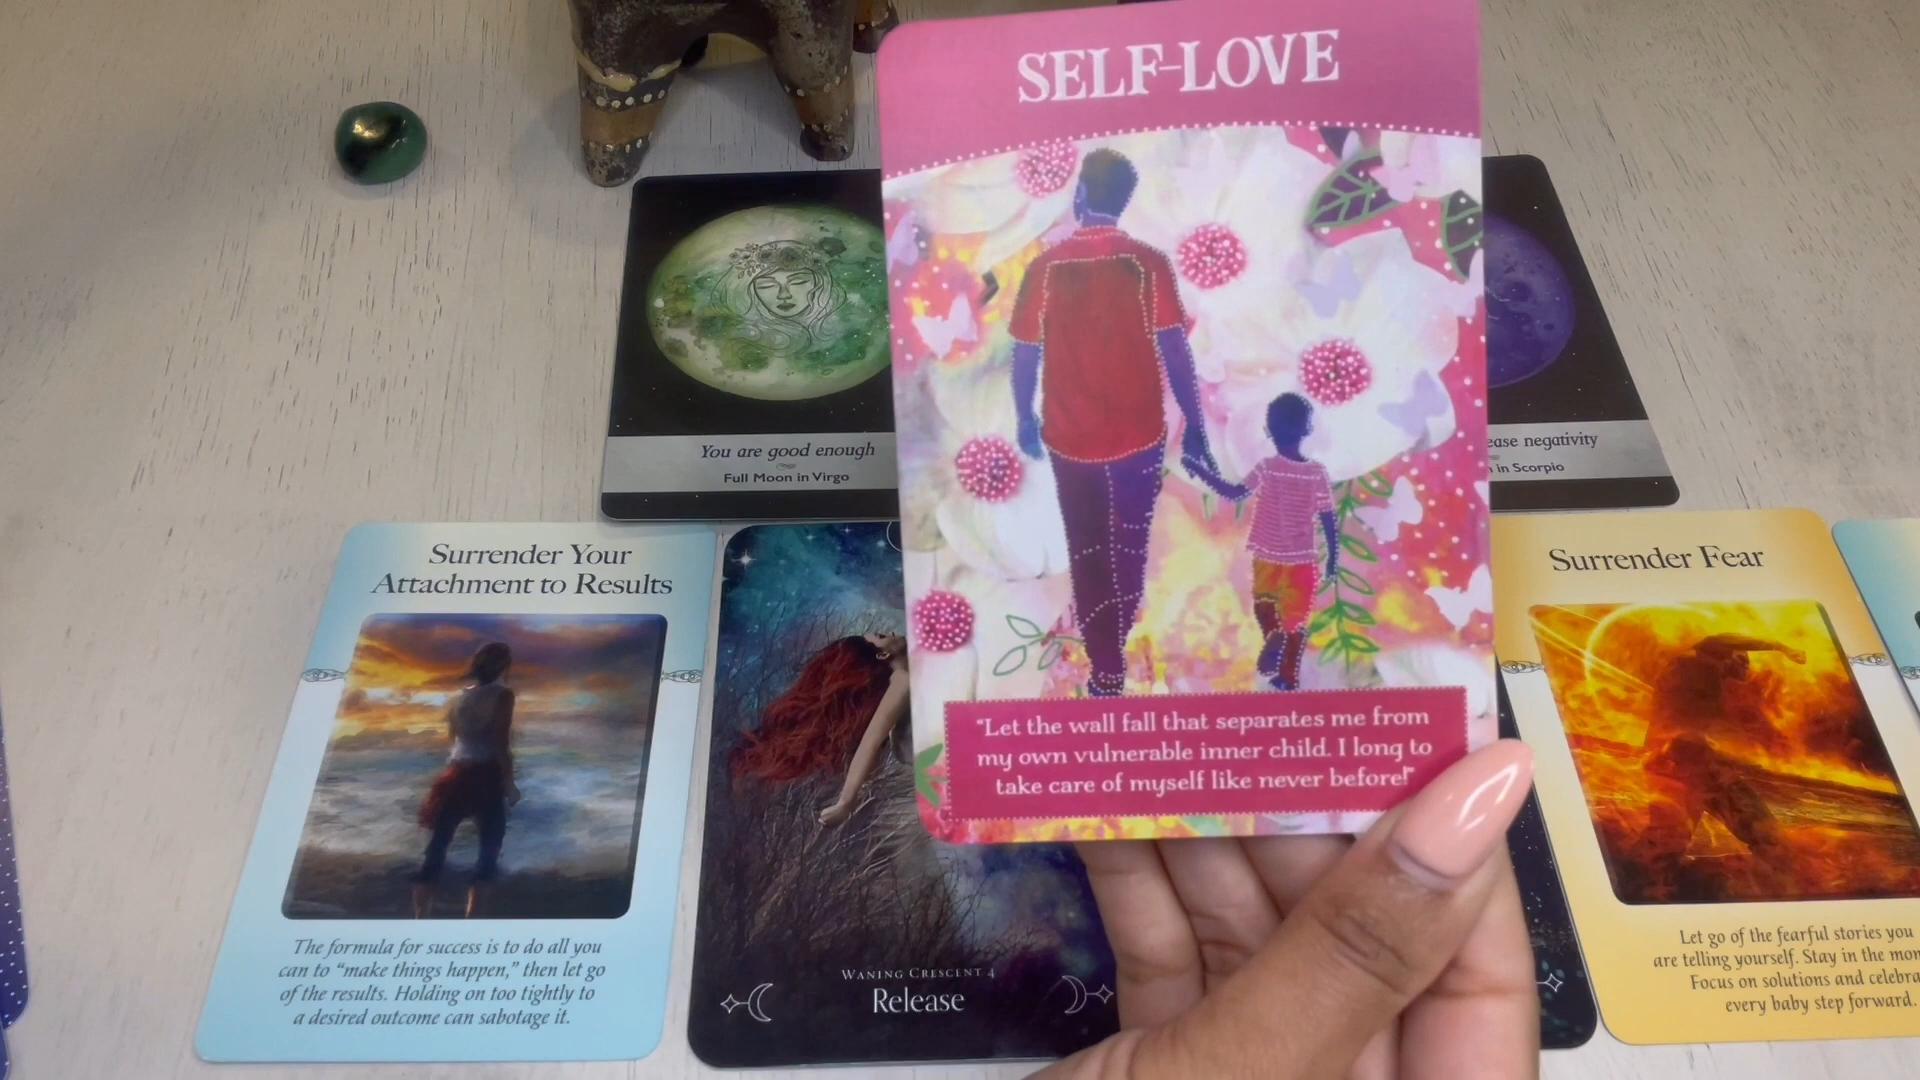 SELF-LOVE
"Let the wall fall that separates me from
my own vulnerable inner child. I long to
take care of myself like never before!"
You are good enough
Full Moon in Virgo
negativity
in Scorpio
Surrender Your
Attachment to Results
The formula for success is to do all you
can to "make things happen," then let go
of the results. Holding on too tightly to
a desired outcome can sabotage it.
WANING CRESCENT 4
Release
Surrender Fear
Let go of the fearful stories you
are telling yourself. Stay in the
Focus on solutions and
every baby step forward.